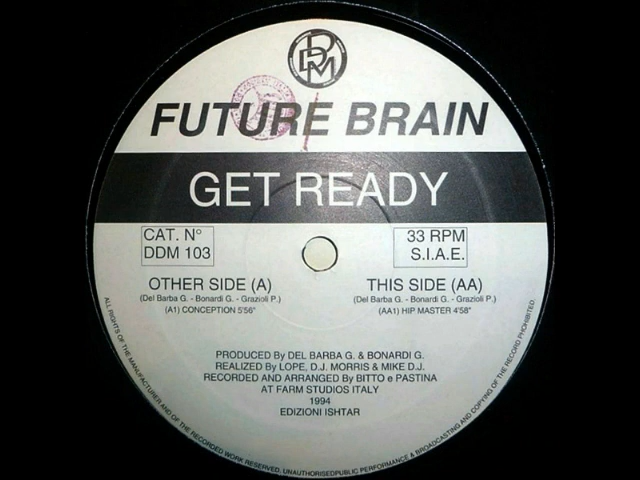 DDM
FUTURE BRAIN
GET READY
CAT. N°
DDM 103
33 RPM
S.I.A.E.
OTHER SIDE (A)
(Del Barba G. - Bonardi G. - Grazioli P.)
(A1) CONCEPTION 5'56"
THIS SIDE (AA)
(Del Barba G. - Bonardi G. - Grazioli P.)
(AA1) HIP MASTER 4'58"
PRODUCED By DEL BARBA G. & BONARDI G.
REALIZED By LOPE, D.J. MORRIS & MIKE D.J.
RECORDED AND ARRANGED By BITTO e PASTINA
AT FARM STUDIOS ITALY
1994
EDIZIONI ISHTAR
ALL RIGHTS OF THE MANUFACTURER AND OF THE RECORDED WORK RESERVED. UNAUTHORISEDPUBLIC PERFORMANCE & BROADCASTING AND COPYING OF THE RECORD PROHIBITED.